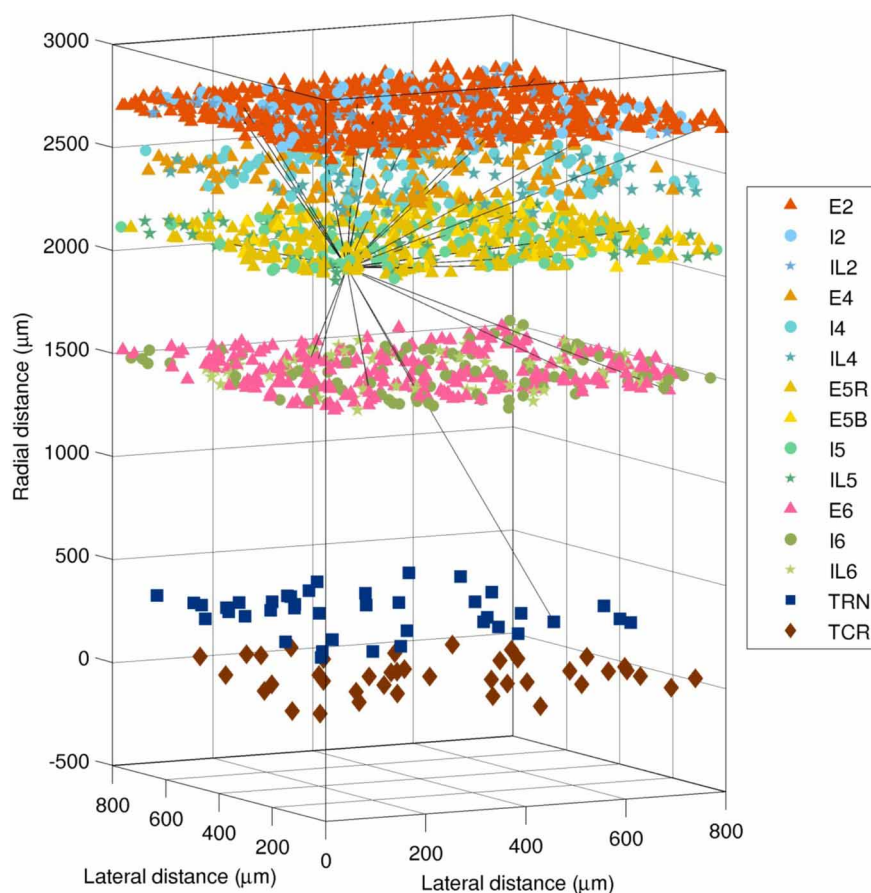 3000
2500
2000
1500
1000
500
0
-500
Radial distance (μm)
800
600
400
200
0
200
400
600
800
Lateral distance (μm)
Lateral distance (μm)
E2
I2
IL2
E4
I4
IL4
E5R
E5B
I5
IL5
E6
I6
IL6
TRN
TCR